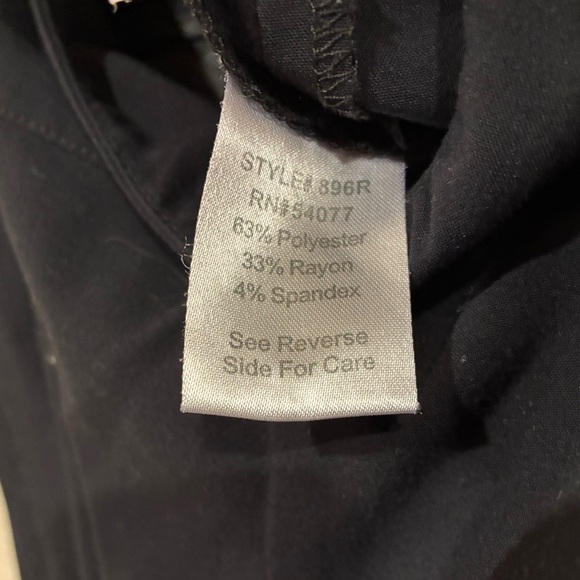 STYLE# 896R
RN#54077
63% Polyester
33% Rayon
4% Spandex
See Reverse
Side For Care